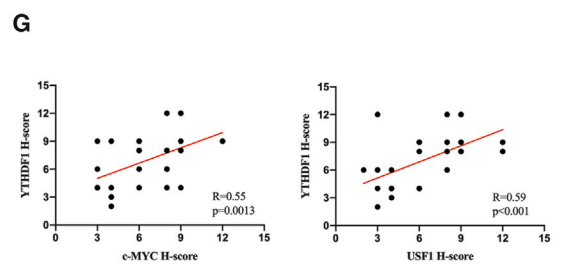 G
15
12
9
6
3
0
YTHDF1 H-score
0 3 6 9 12 15
c-MYC H-score
R=0.55
p=0.0013
15
12
9
6
3
0
YTHDF1 H-score
0 3 6 9 12 15
USF1 H-score
R=0.59
p<0.001